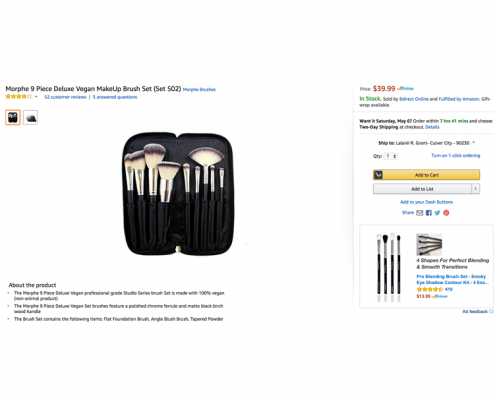 Morphe 9 Piece Deluxe Vegan MakeUp Brush Set (Set 502) Morphe Brushes
52 customer reviews | 5 answered questions
About the product
• The Morphe 9 Piece Deluxe Vegan professional grade Studio Series brush Set is made with 100% vegan
(non-animal product)
• The Morphe 9 Piece Deluxe Vegan Set brushes feature a polished chrome ferrule and matte black birch
wood handle
• The Brush Set contains the following items: Flat Foundation Brush, Angle Blush Brush, Tapered Powder
Price: $39.99 Prime
In Stock. Sold by Bdirect Online and Fulfilled by Amazon. Gift-
wrap available.
Want it Saturday, May 6? Order within 7 hrs 41 mins and choose
Two-Day Shipping at checkout. Details
Ship to: Lalanii R. Grant- Culver City - 90230
Qty: 1
Turn on 1-click ordering
Add to Cart
Add to List
Add to your Dash Buttons
Share
4 Shapes For Perfect Blending
& Smooth Transitions
Pro Blending Brush Set - Smoky
Eye Shadow Contour Kit - 4 Ess...
419
$13.95 Prime
Ad feedback